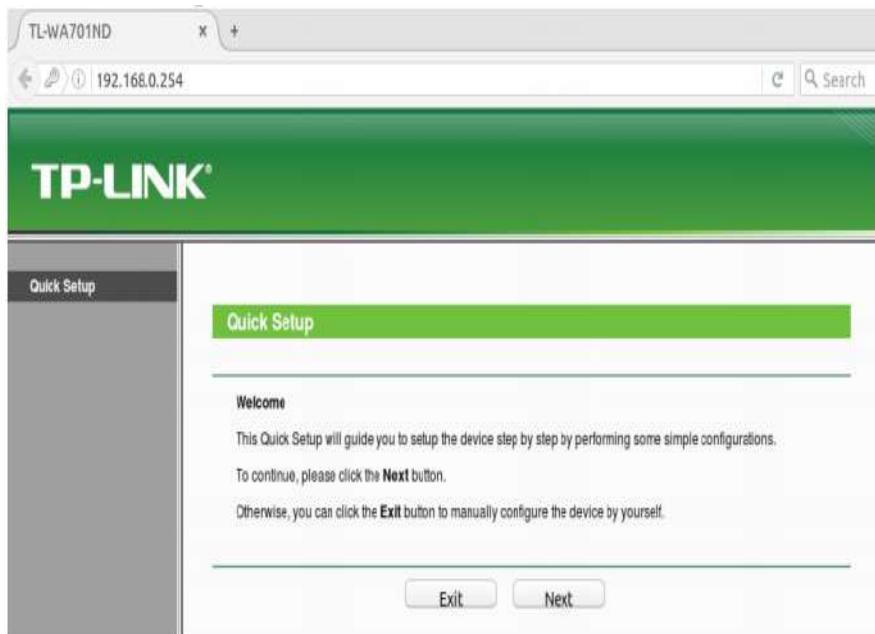 TL-WA701ND
192.168.0.254
Search
TP-LINK®
Quick Setup
Quick Setup
Welcome
This Quick Setup will guide you to setup the device step by step by performing some simple configurations.
To continue, please click the Next button.
Otherwise, you can click the Exit button to manually configure the device by yourself.
Exit Next